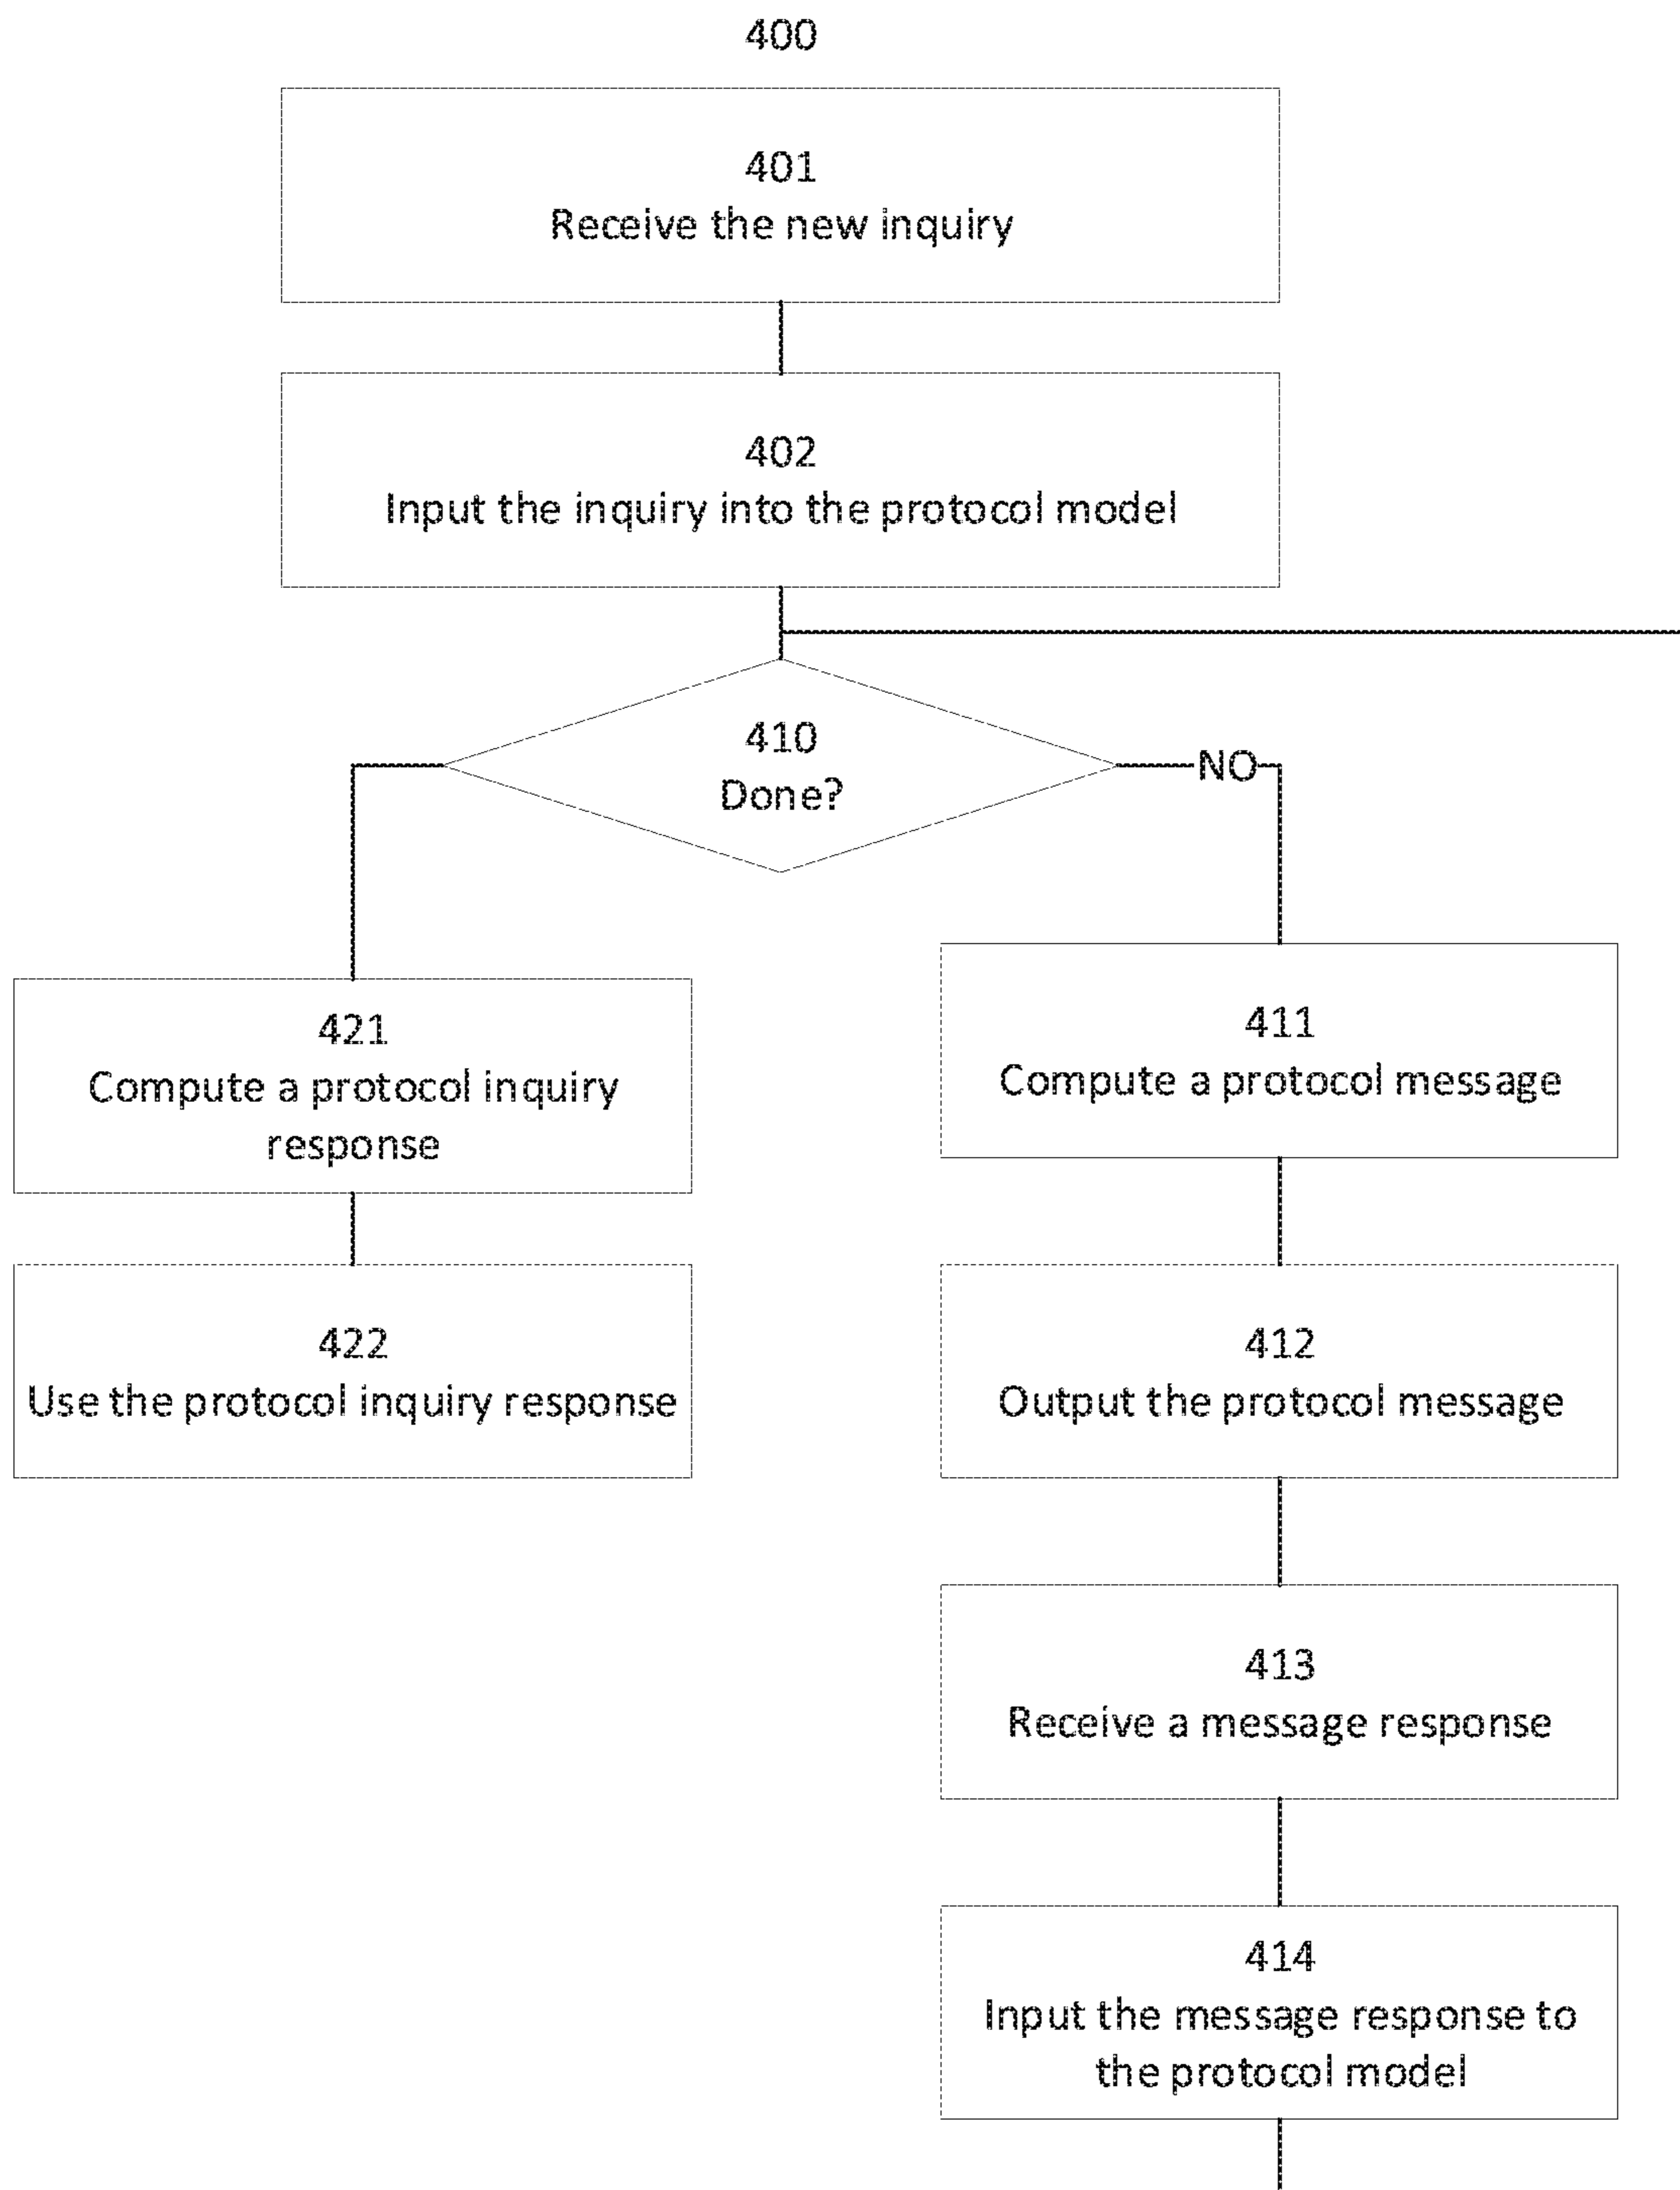 400
401
Receive the new inquiry
402
Input the inquiry into the protocol model
410
Done?
NO
421
Compute a protocol inquiry
response
411
Compute a protocol message
422
Use the protocol inquiry response
412
Output the protocol message
413
Receive a message response
414
Input the message response to
the protocol model